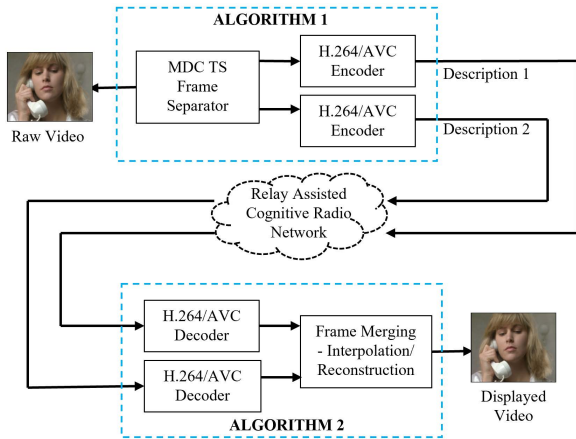 ALGORITHM 1
MDC TS
Frame
Separator
H.264/AVC
Encoder
H.264/AVC
Encoder
Description 1
Description 2
Raw Video
Relay Assisted
Cognitive Radio
Network
H.264/AVC
Decoder
H.264/AVC
Decoder
Frame Merging
- Interpolation/
Reconstruction
Displayed
Video
ALGORITHM 2